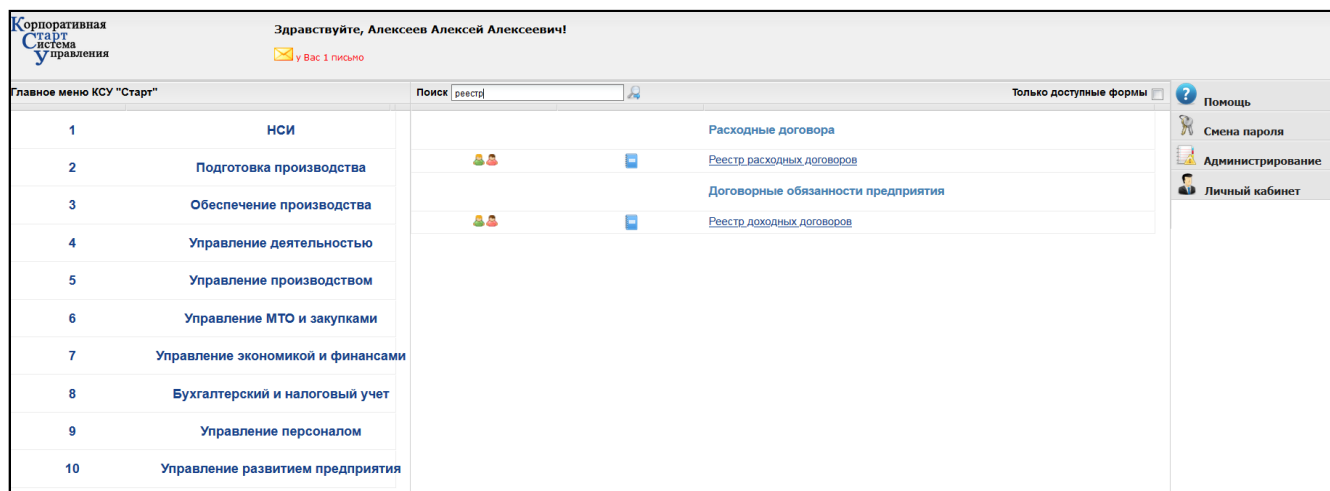 Корпоративная
Старт
Система
Управления
Здравствуйте, Алексеев Алексей Алексеевич!
у Вас 1 письмо
Главное меню КСУ "Старт"
Поиск реестр
Только доступные формы
1 НСИ
2 Подготовка производства
3 Обеспечение производства
4 Управление деятельностью
5 Управление производством
6 Управление МТО и закупками
7 Управление экономикой и финансами
8 Бухгалтерский и налоговый учет
9 Управление персоналом
10 Управление развитием предприятия
Расходные договора
Реестр расходных договоров
Договорные обязанности предприятия
Реестр доходных договоров
Помощь
Смена пароля
Администрирование
Личный кабинет